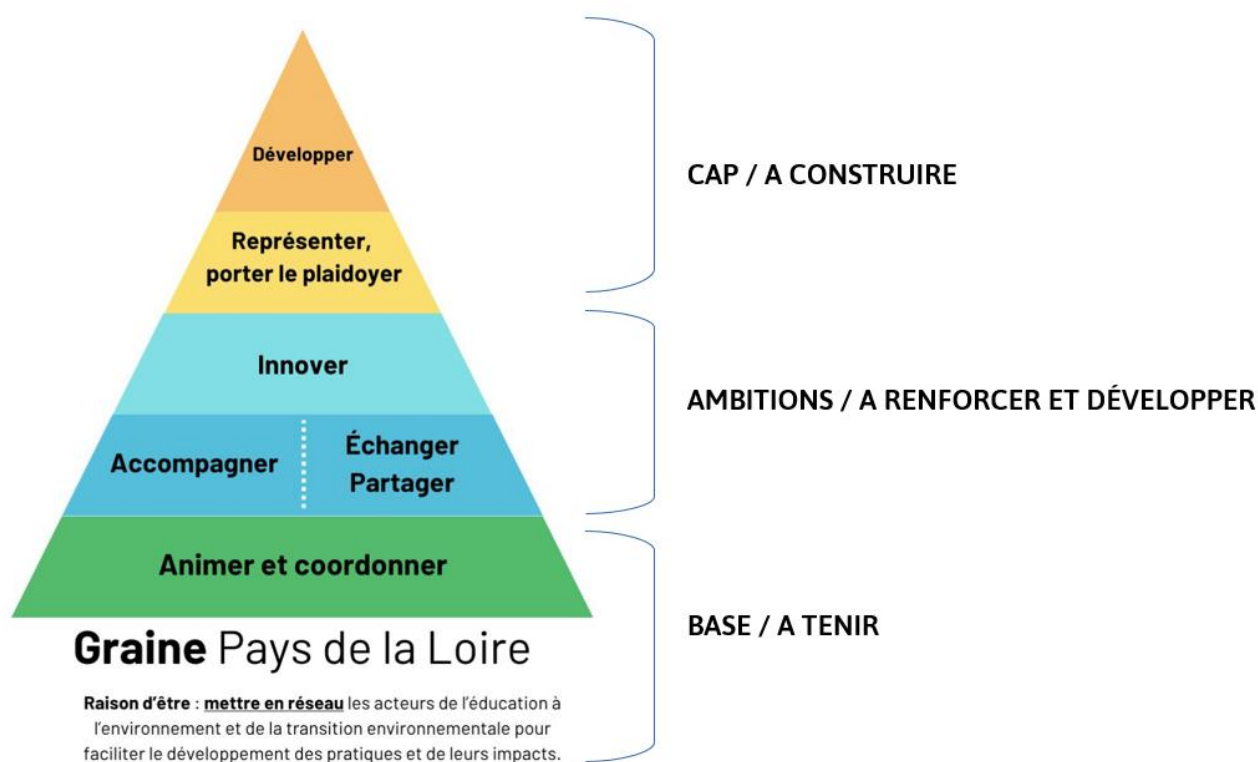 Développer
CAP / A CONSTRUIRE
Représenter,
porter le plaidoyer
Innover
AMBITIONS / A RENFORCER ET DÉVELOPPER
Accompagner
Échanger
Partager
Animer et coordonner
BASE / A TENIR
Graine Pays de la Loire
Raison d’être : mettre en réseau les acteurs de l’éducation à
l’environnement et de la transition environnementale pour
faciliter le développement des pratiques et de leurs impacts.